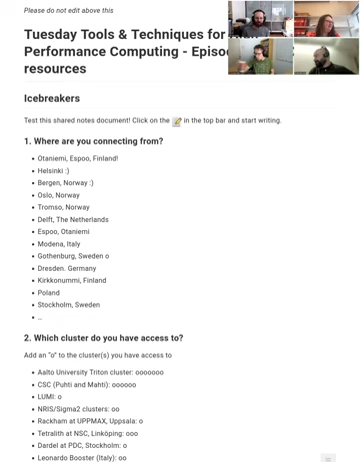 Please do not edit above this
Tuesday Tools & Techniques for
Performance Computing - Episo
resources
Icebreakers
Test this shared notes document! Click on the 📝 in the top bar and start writing.
1. Where are you connecting from?
• Otaniemi, Espoo, Finland!
• Helsinki :)
• Bergen, Norway :)
• Oslo, Norway
• Tromso, Norway
• Delft, The Netherlands
• Espoo, Otaniemi
• Modena, Italy
• Gothenburg, Sweden o
• Dresden. Germany
• Kirkkonummi, Finland
• Poland
• Stockholm, Sweden
• ..
2. Which cluster do you have access to?
Add an "o" to the cluster(s) you have access to
• Aalto University Triton cluster: ooooooo
• CSC (Puhti and Mahti): oooooo
• LUMI: o
• NRIS/Sigma2 clusters: oo
• Rackham at UPPMAX, Uppsala: o
• Tetralith at NSC, Linköping: ooo
• Dardel at PDC, Stockholm: o
• Leonardo Booster (Italy): oo